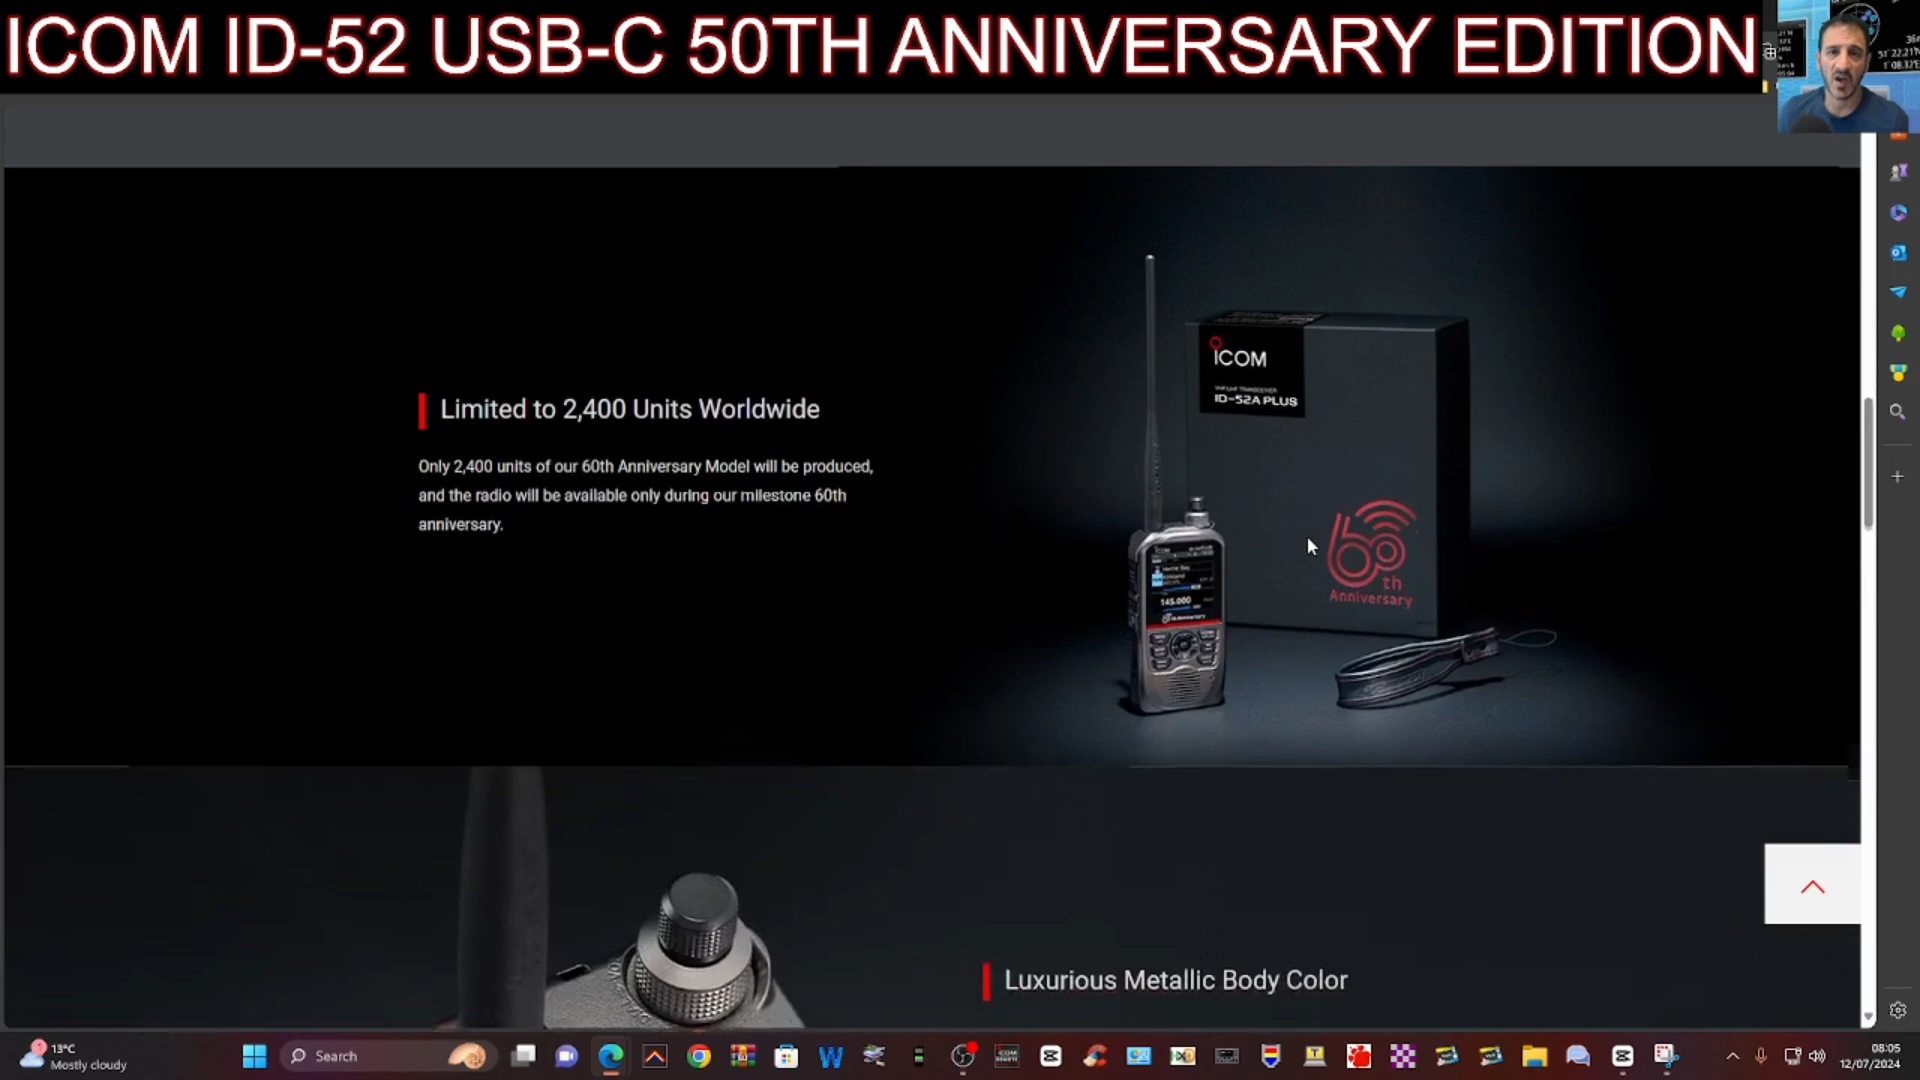 ICOM ID-52 USB-C 50TH ANNIVERSARY EDITION
Limited to 2,400 Units Worldwide
Only 2,400 units of our 60th Anniversary Model will be produced,
and the radio will be available only during our milestone 60th
anniversary.
ICOM
ID-52A PLUS
145.000
60th
Anniversary
Luxurious Metallic Body Color
13°C
Mostly cloudy
Search
08:05
12/07/2024